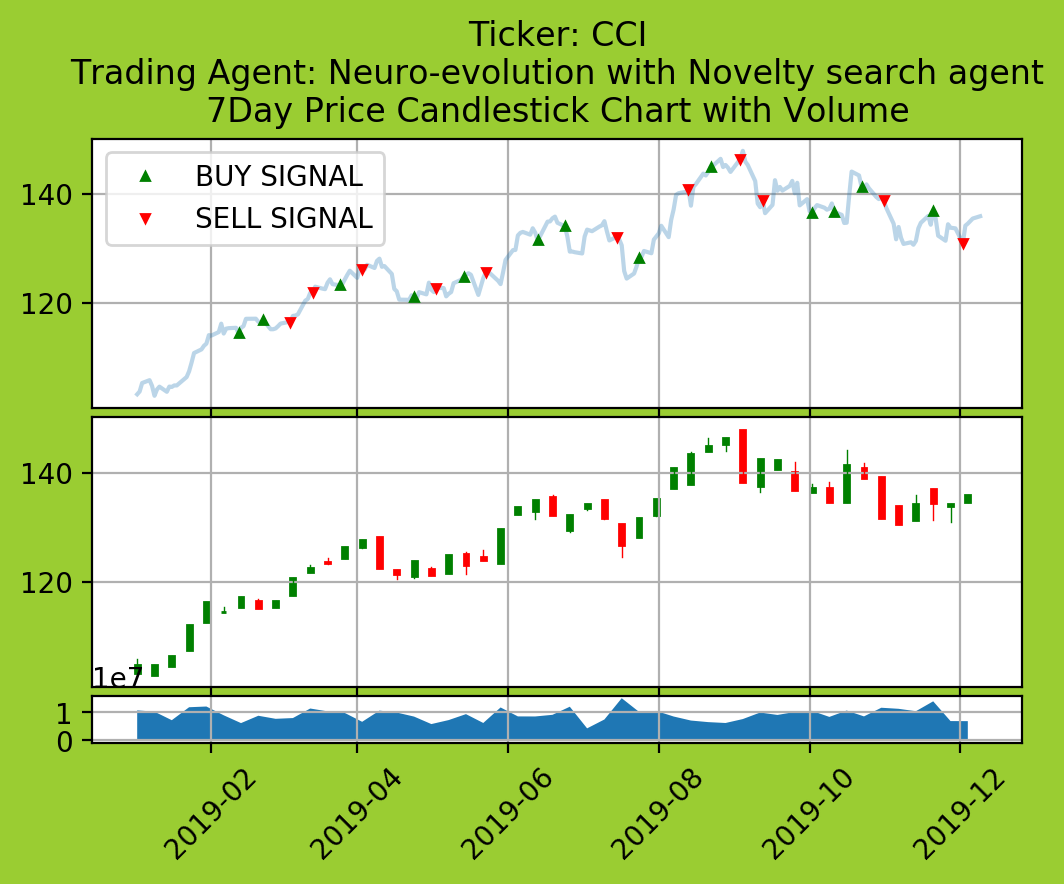 Ticker: CCI
Trading Agent: Neuro-evolution with Novelty search agent
7Day Price Candlestick Chart with Volume
BUY SIGNAL
SELL SIGNAL
140
120
140
120
1e7
1
0
2019-02
2019-04
2019-06
2019-08
2019-10
2019-12